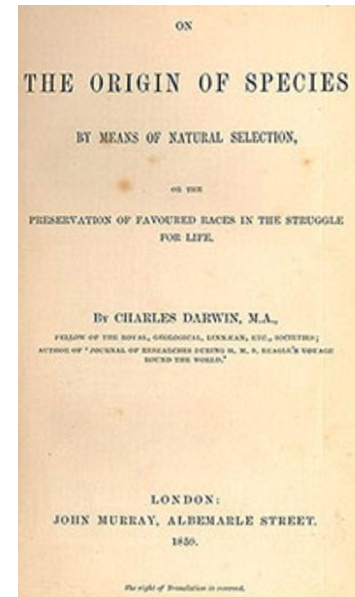 ON
THE ORIGIN OF SPECIES
BY MEANS OF NATURAL SELECTION,
OR THE
PRESERVATION OF FAVOURED RACES IN THE STRUGGLE
FOR LIFE.
BY CHARLES DARWIN, M.A.,
FELLOW OF THE ROYAL, GEOLOGICAL, LINNÆAN, ETC., SOCIETIES;
AUTHOR OF 'JOURNAL OF RESEARCHES DURING H. M. S. BEAGLE'S VOYAGE
ROUND THE WORLD.'
LONDON:
JOHN MURRAY, ALBEMARLE STREET.
1859.
The right of Translation is reserved.